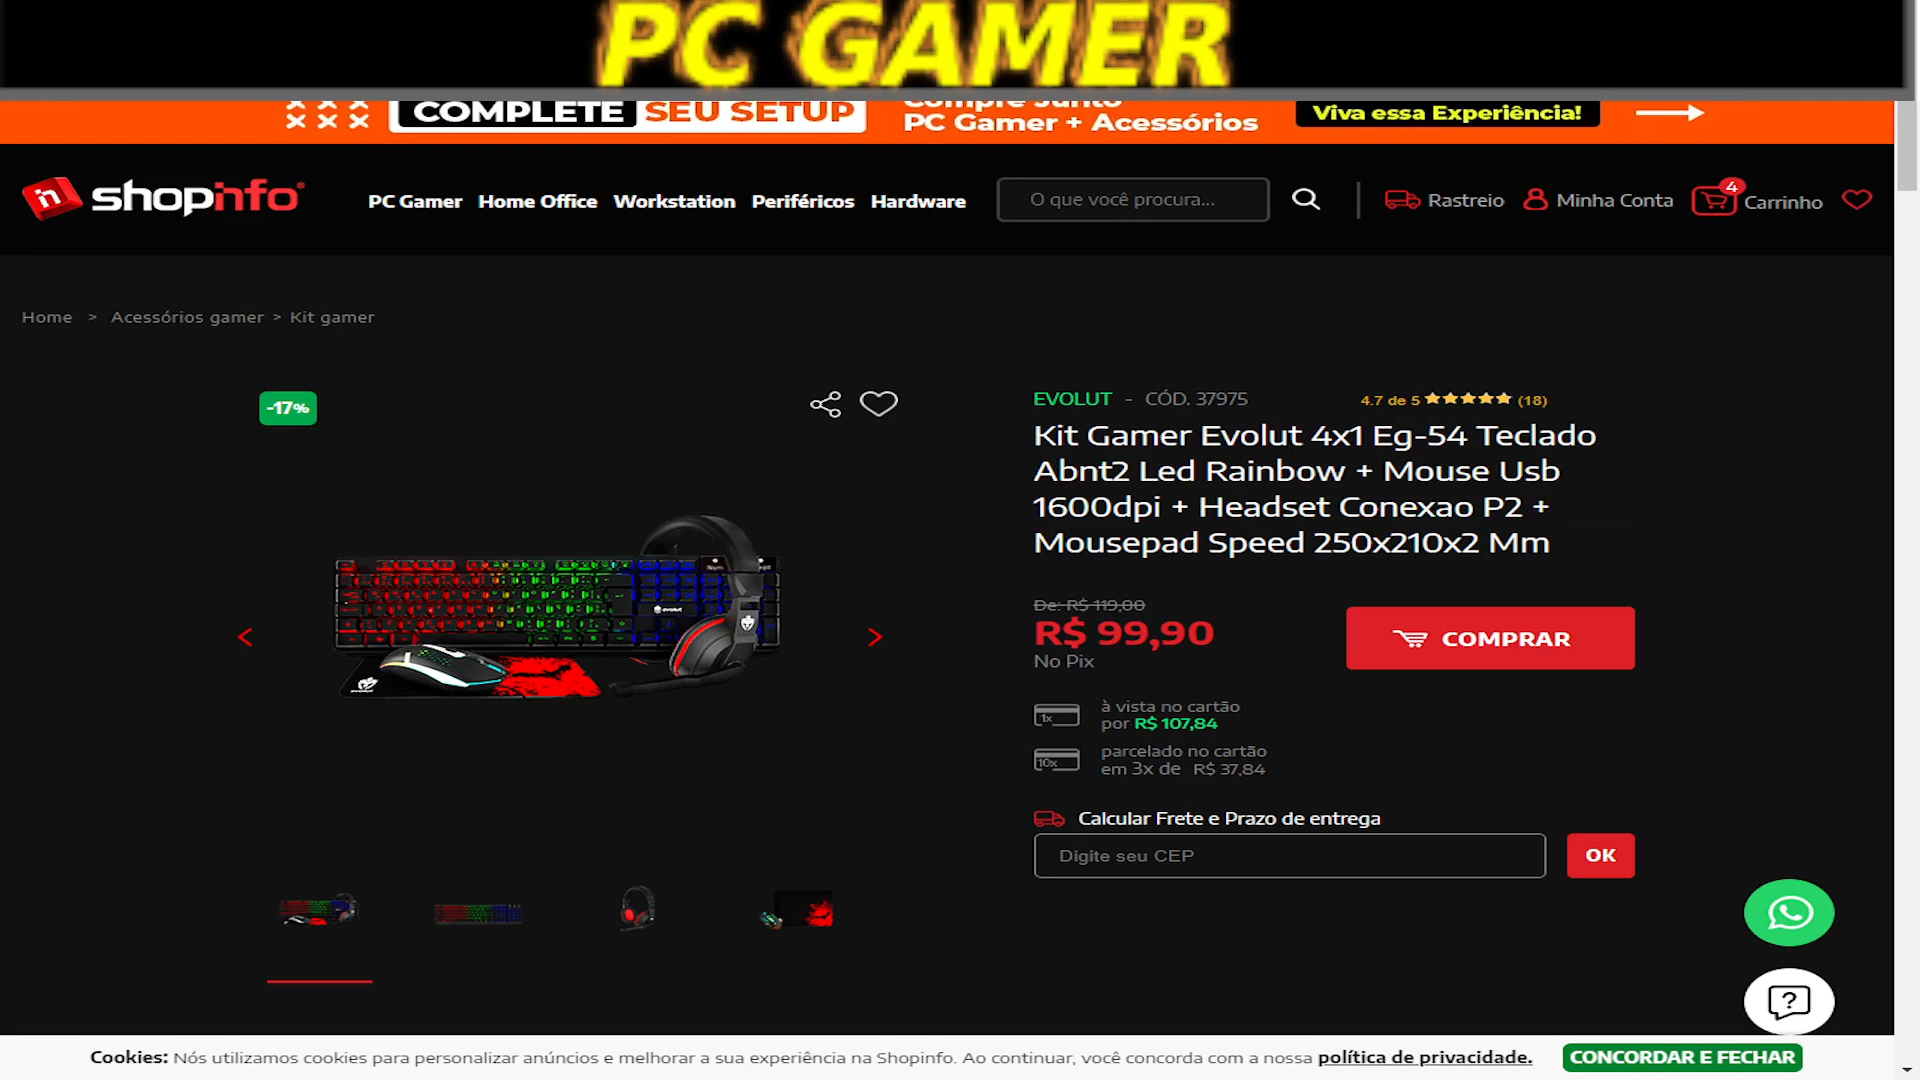 PC GAMER
COMPLETE SEU SETUP
Compre Junto
PC Gamer + Acessórios
Viva essa Experiência!
in shopinfo
PC Gamer Home Office Workstation Periféricos Hardware
O que você procura...
Rastreio
Minha Conta
4
Carrinho
Home > Acessórios gamer > Kit gamer
-17%
EVOLUT - CÓD. 37975
4.7 de 5 (18)
Kit Gamer Evolut 4x1 Eg-54 Teclado
Abnt2 Led Rainbow + Mouse Usb
1600dpi + Headset Conexao P2 +
Mousepad Speed 250x210x2 Mm
De: R$ 119,00
R$ 99,90
No Pix
COMPRAR
1x
à vista no cartão
por R$ 107,84
10x
parcelado no cartão
em 3x de R$ 37,84
Calcular Frete e Prazo de entrega
Digite seu CEP
OK
Cookies: Nós utilizamos cookies para personalizar anúncios e melhorar a sua experiência na Shopinfo. Ao continuar, você concorda com a nossa política de privacidade.
CONCORDAR E FECHAR